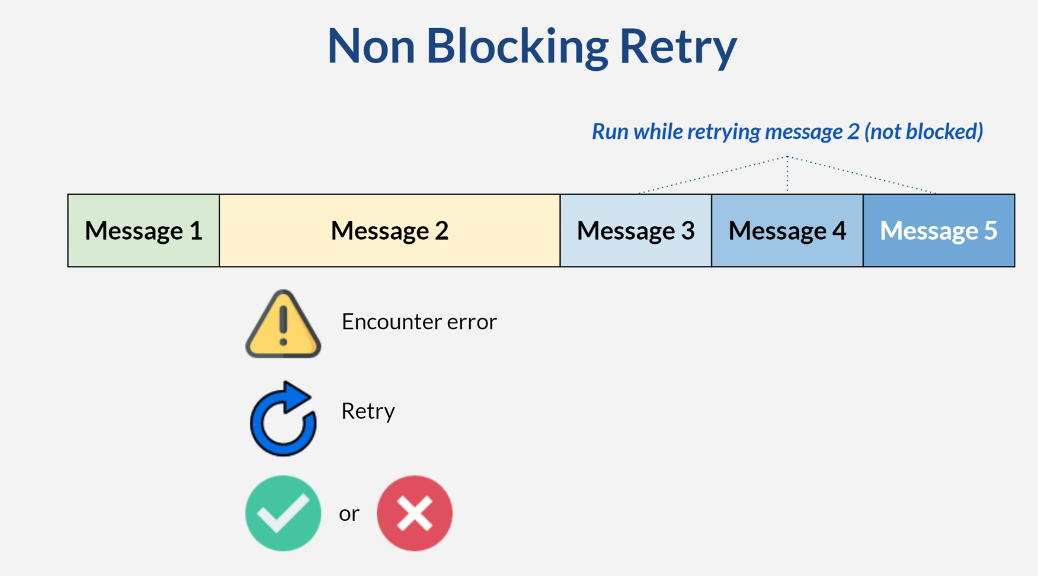 Non Blocking Retry
Run while retrying message 2 (not blocked)
Message 1
Message 2
Message 3
Message 4
Message 5
Encounter error
Retry
or